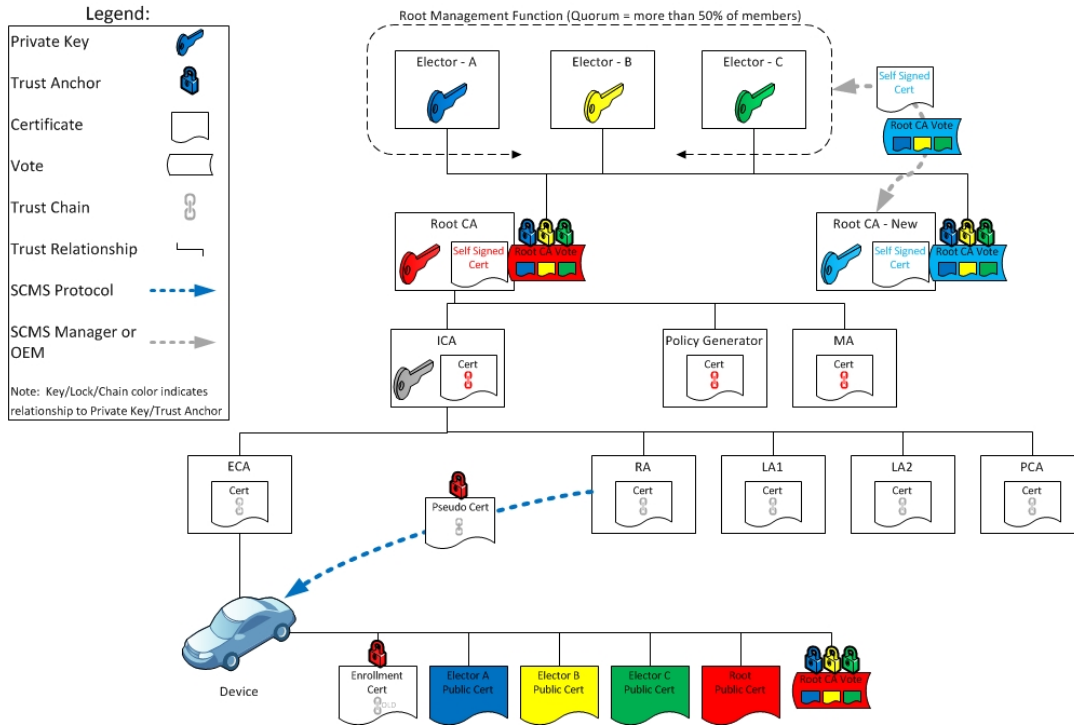 Legend:
Private Key
Trust Anchor
Certificate
Vote
Trust Chain
Trust Relationship
SCMS Protocol
SCMS Manager or
OEM
Note:  Key/Lock/Chain color indicates
relationship to Private Key/Trust Anchor
Root Management Function (Quorum = more than 50% of members)
Elector - A
Elector - B
Elector - C
Self Signed
Cert
Root CA Vote
Root CA
Self Signed
Cert
Root CA Vote
Root CA - New
Self Signed
Cert
Root CA Vote
ICA
Cert
Policy Generator
Cert
MA
Cert
ECA
Cert
Pseudo Cert
RA
Cert
LA1
Cert
LA2
Cert
PCA
Cert
Device
Enrollment
Cert
OLD
Elector A
Public Cert
Elector B
Public Cert
Elector C
Public Cert
Root
Public Cert
Root CA Vote